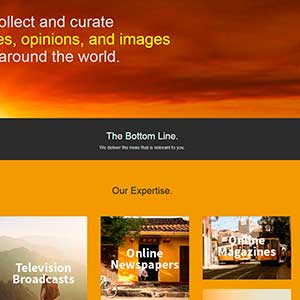 ollect and curate
es, opinions, and images
around the world.
The Bottom Line.
We deliver the news that is relevant to you.
Our Expertise.
Television
Broadcasts
Online
Newspapers
Online
Magazines